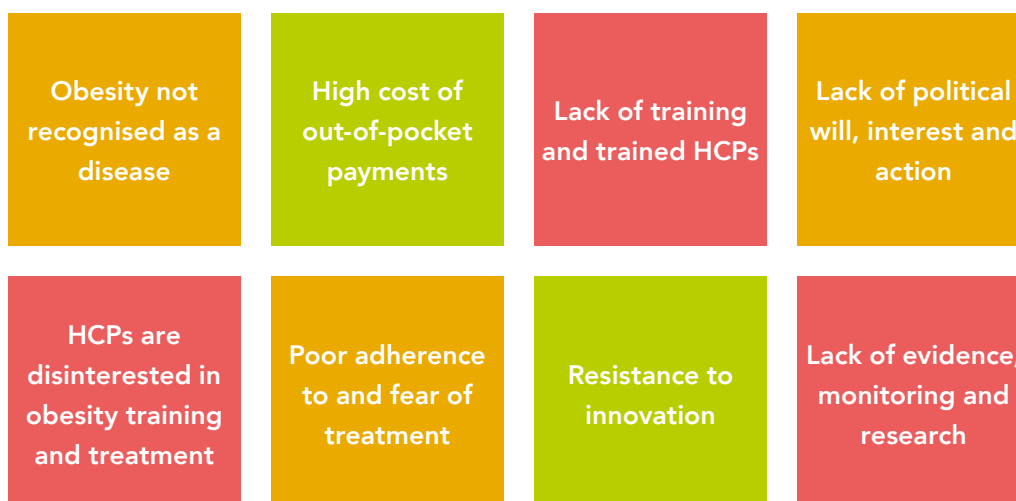 Obesity not
recognised as a
disease
High cost of
out-of-pocket
payments
Lack of training
and trained HCPs
Lack of political
will, interest and
action
HCPs are
disinterested in
obesity training
and treatment
Poor adherence
to and fear of
treatment
Resistance to
innovation
Lack of evidence,
monitoring and
research